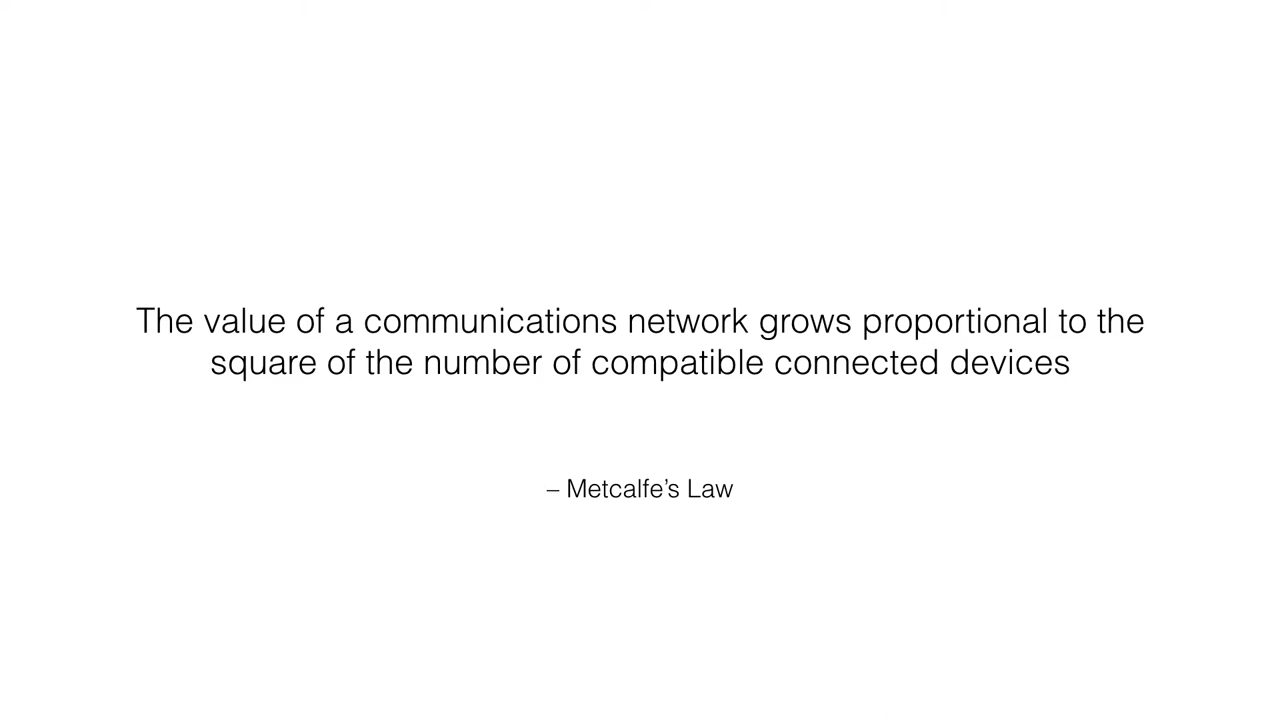 The value of a communications network grows proportional to the
square of the number of compatible connected devices
– Metcalfe’s Law